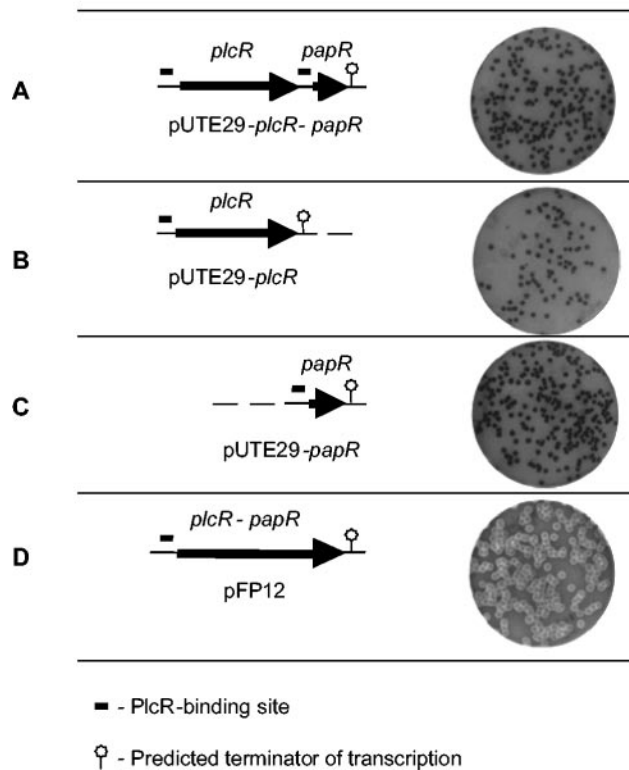 plcR papR
A
pUTE29-plcR- papR
plcR
B
pUTE29-plcR
papR
C
pUTE29-papR
plcR- papR
D
pFP12
- PlcR-binding site
- Predicted terminator of transcription